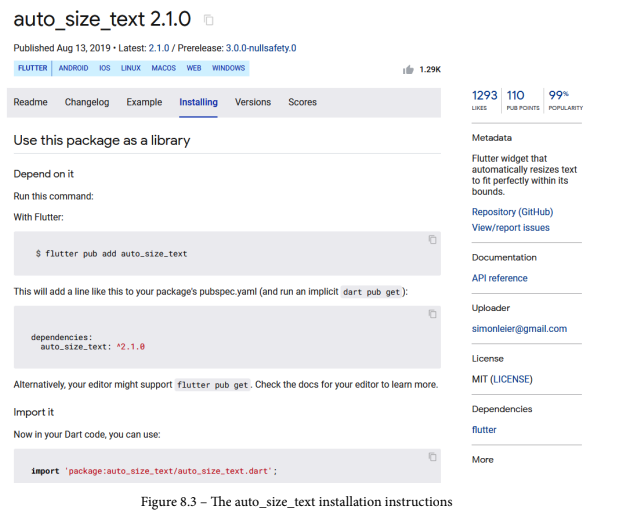 auto_size_text 2.1.0
Published Aug 13, 2019 • Latest: 2.1.0 / Prerelease: 3.0.0-nullsafety.0
FLUTTER ANDROID IOS LINUX MACOS WEB WINDOWS
1.29K
Readme Changelog Example Installing Versions Scores
Use this package as a library
Depend on it
Run this command:
With Flutter:
$ flutter pub add auto_size_text
This will add a line like this to your package's pubspec.yaml (and run an implicit dart pub get):
dependencies:
auto_size_text: ^2.1.0
Alternatively, your editor might support flutter pub get. Check the docs for your editor to learn more.
Import it
Now in your Dart code, you can use:
import 'package:auto_size_text/auto_size_text.dart';
1293 110 99%
LIKES PUB POINTS POPULARITY
Metadata
Flutter widget that
automatically resizes text
to fit perfectly within its
bounds.
Repository (GitHub)
View/report issues
Documentation
API reference
Uploader
simonleier@gmail.com
License
MIT (LICENSE)
Dependencies
flutter
More
Figure 8.3 – The auto_size_text installation instructions